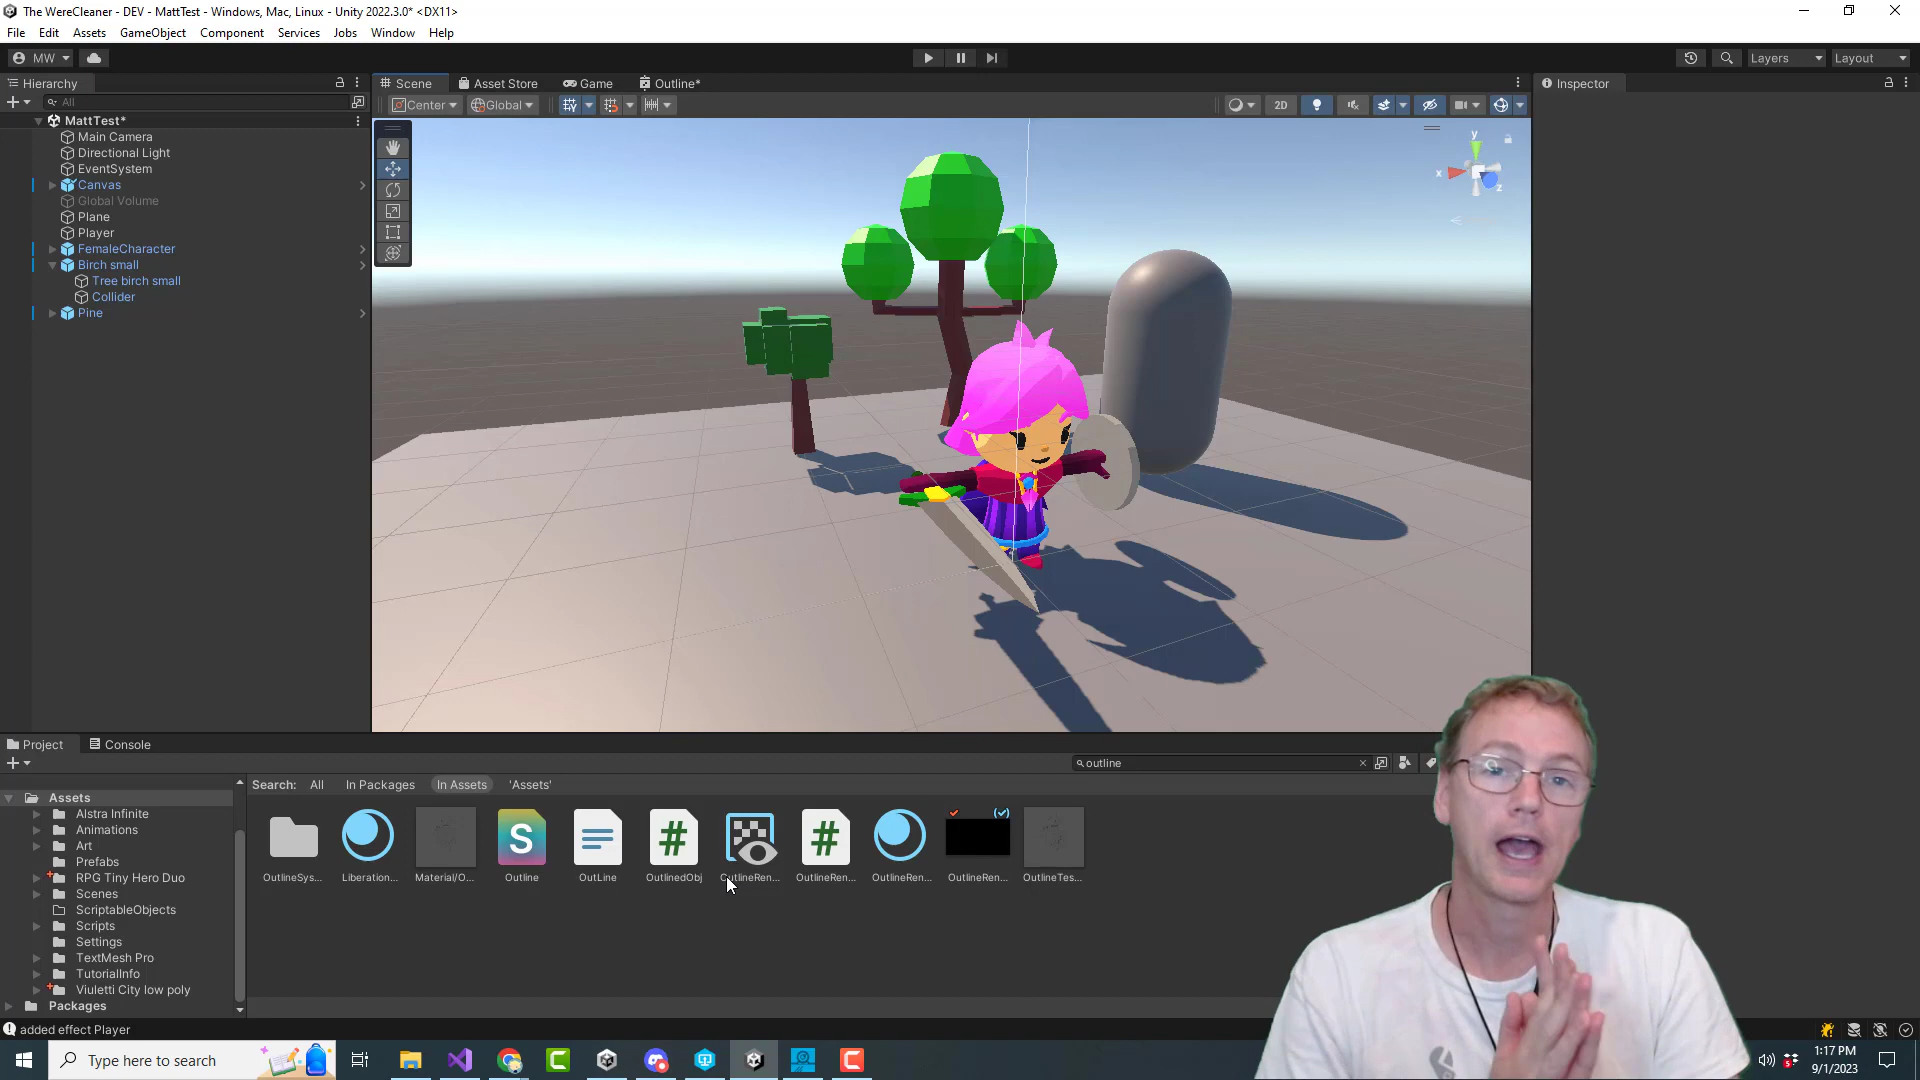 The WereCleaner - DEV - MattTest - Windows, Mac, Linux - Unity 2022.3.0* <DX11>
File Edit Assets GameObject Component Services Jobs Window Help
MW
Layers Layout
Hierarchy
Scene Asset Store Game Outline*
Inspector
All
Center Global
2D
MattTest*
Main Camera
Directional Light
EventSystem
Canvas
Global Volume
Plane
Player
FemaleCharacter
Birch small
Tree birch small
Collider
Pine
y
x
z
Project Console
outline
Search: All In Packages In Assets 'Assets'
Assets
Alstra Infinite
Animations
Art
Prefabs
RPG Tiny Hero Duo
Scenes
ScriptableObjects
Scripts
Settings
TextMesh Pro
TutorialInfo
Viuletti City low poly
Packages
S
#
#
OutlineSys... Liberation... Material/O... Outline OutLine OutlinedObj OutlineRen... OutlineRen... OutlineRen... OutlineRen... OutlineTes...
added effect Player
Type here to search
1:17 PM
9/1/2023